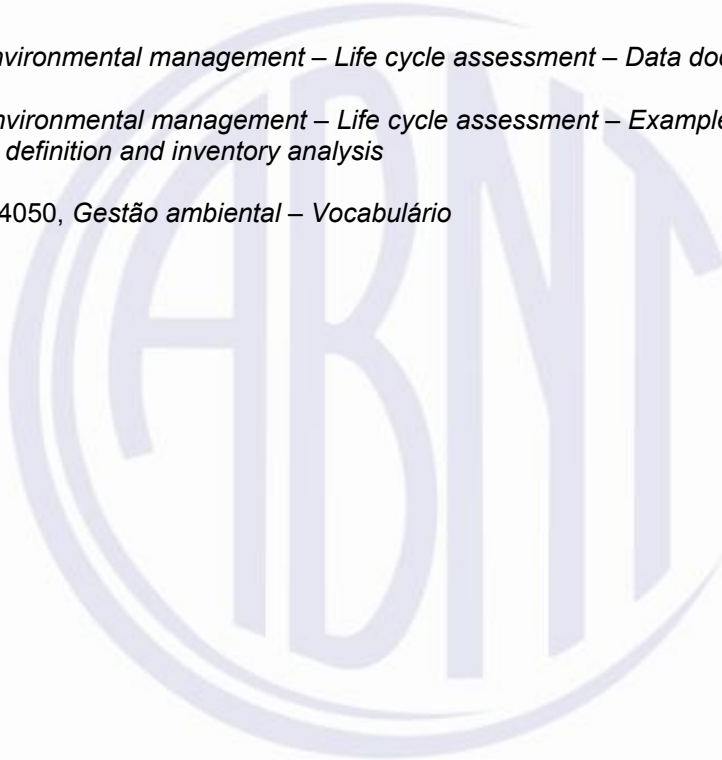 nvironmental management – Life cycle assessment – Data doc
nvironmental management – Life cycle assessment – Example
definition and inventory analysis
4050, Gestão ambiental – Vocabulário
ABNT